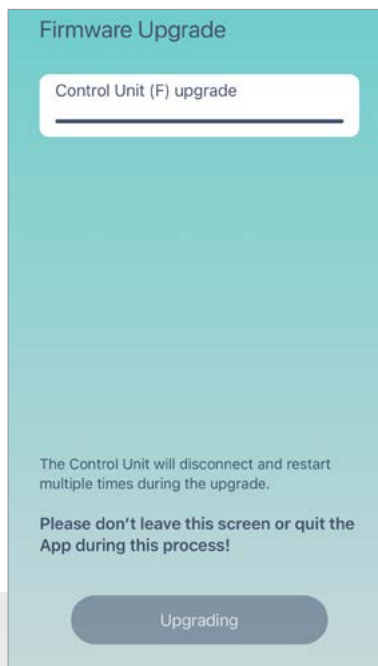 Firmware Upgrade
Control Unit (F) upgrade
The Control Unit will disconnect and restart
multiple times during the upgrade.
Please don't leave this screen or quit the
App during this process!
Upgrading